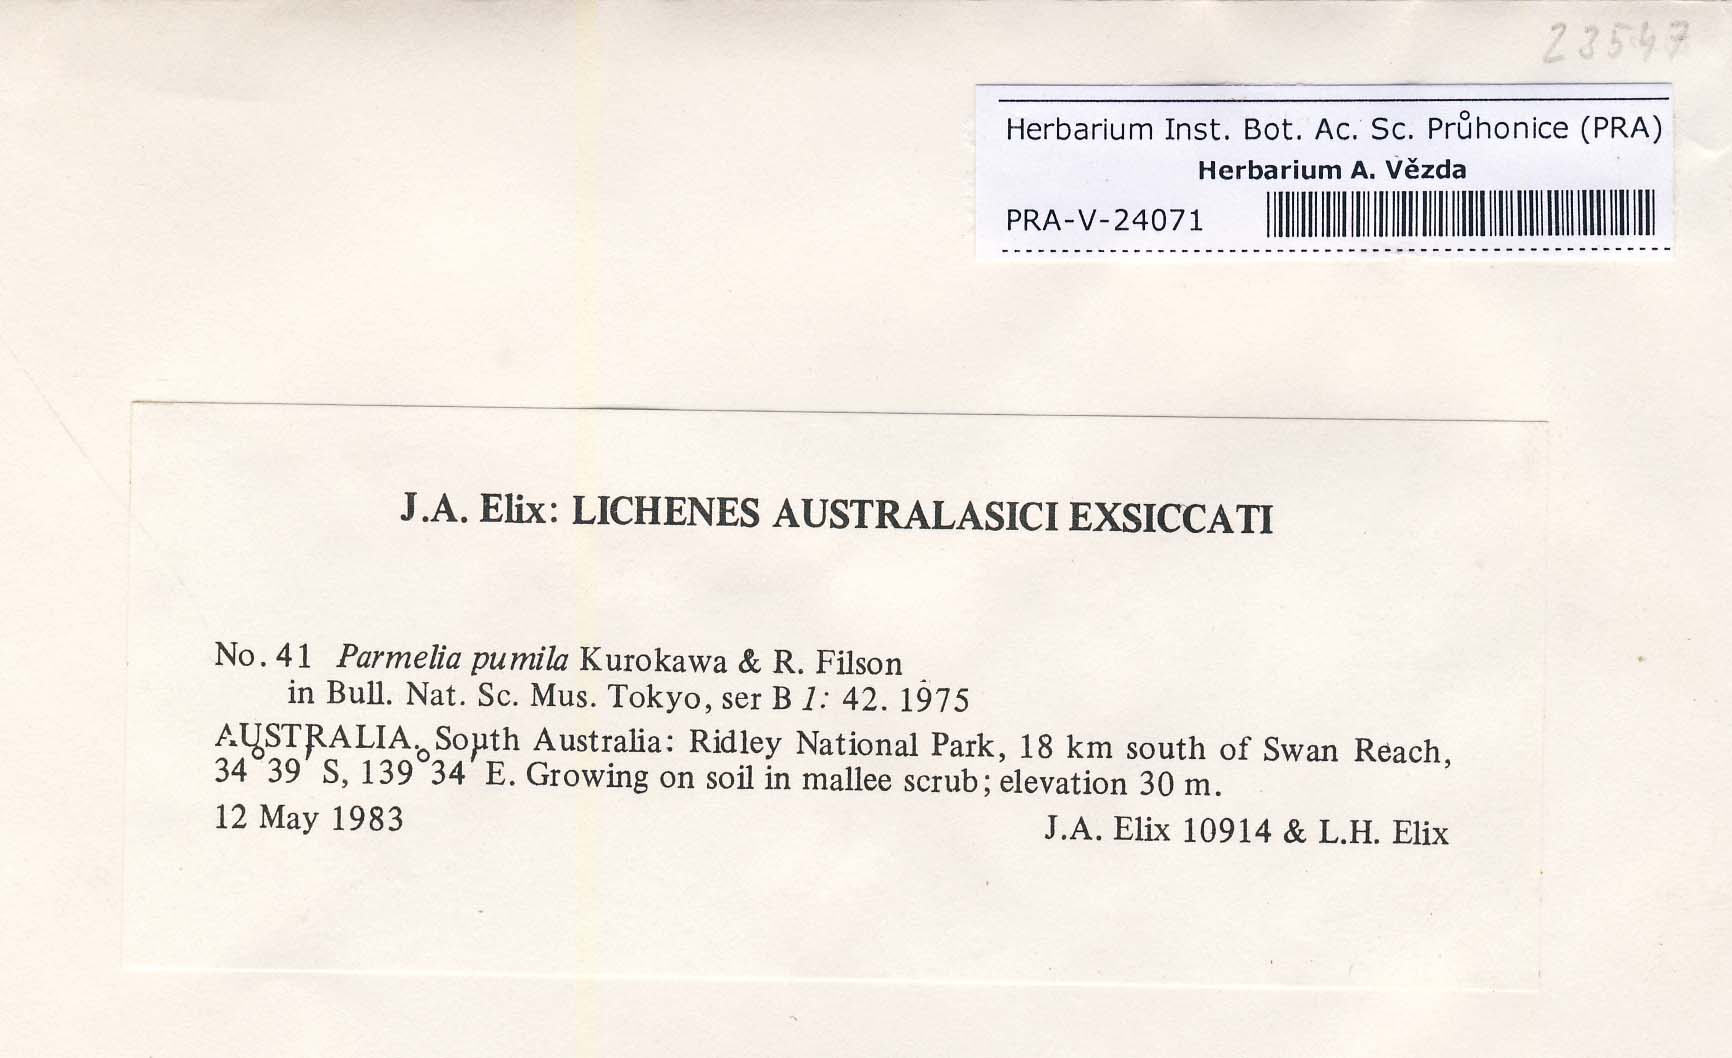 23547
Herbarium Inst. Bot. Ac. Sc. Průhonice (PRA)
Herbarium A. Vězda
PRA-V-24071
J.A. Elix: LICHENES AUSTRALASICI EXSICCATI
No. 41 Parmelia pumila Kurokawa & R. Filson
in Bull. Nat. Sc. Mus. Tokyo, ser B 1: 42. 1975
AUSTRALIA. South Australia: Ridley National Park, 18 km south of Swan Reach,
34°39' S, 139°34' E. Growing on soil in mallee scrub; elevation 30 m.
12 May 1983
J.A. Elix 10914 & L.H. Elix